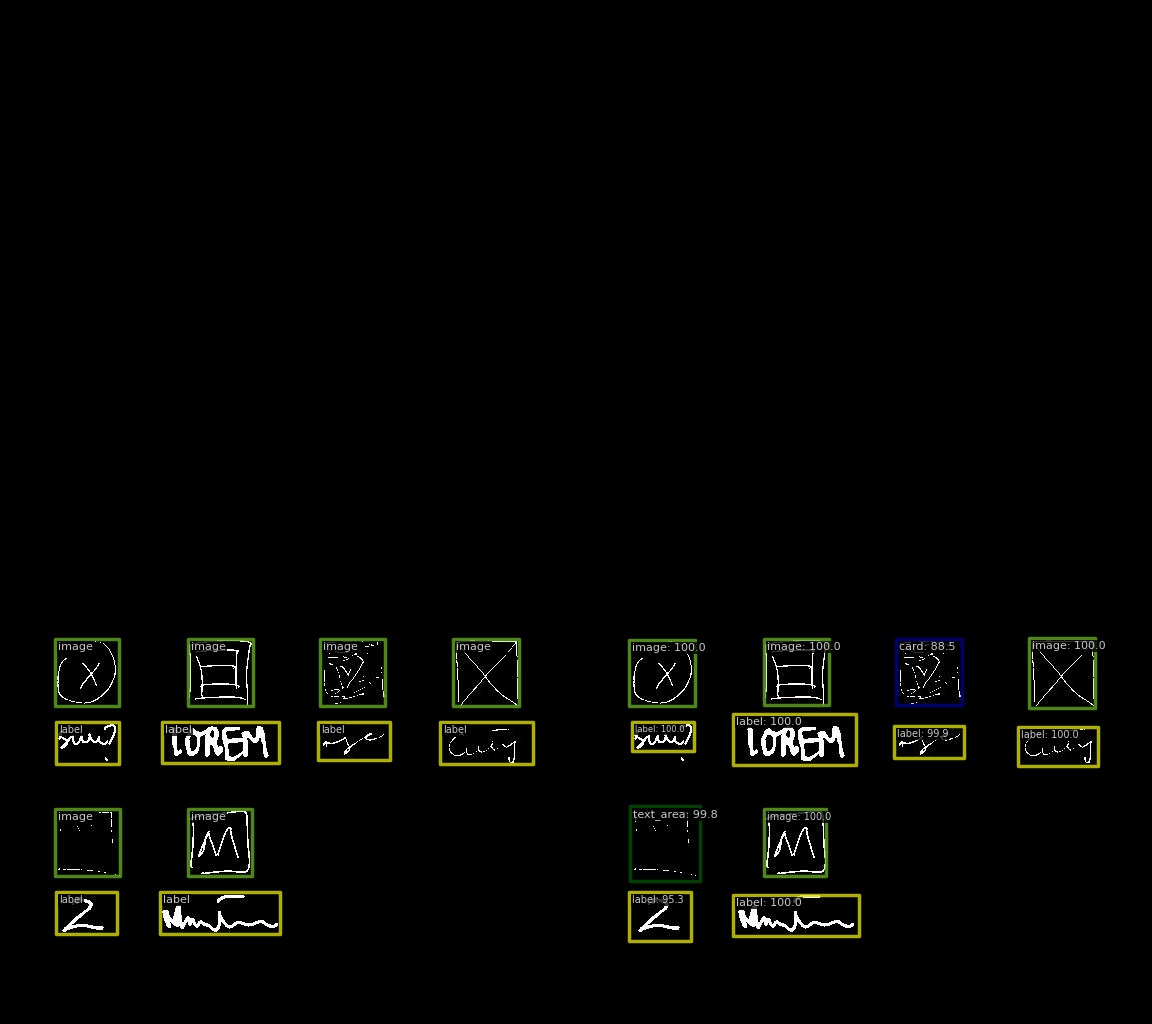 image image image image image: 100.0 image: 100.0 card: 88.5 image: 100.0
X X
label label label label label: 100.0 label: 100.0 label: 99.9 label: 100.0
LOREM LOREM
image image text_area: 99.8 image: 100.0
M M
label label label: 95.3 label: 100.0
2 2